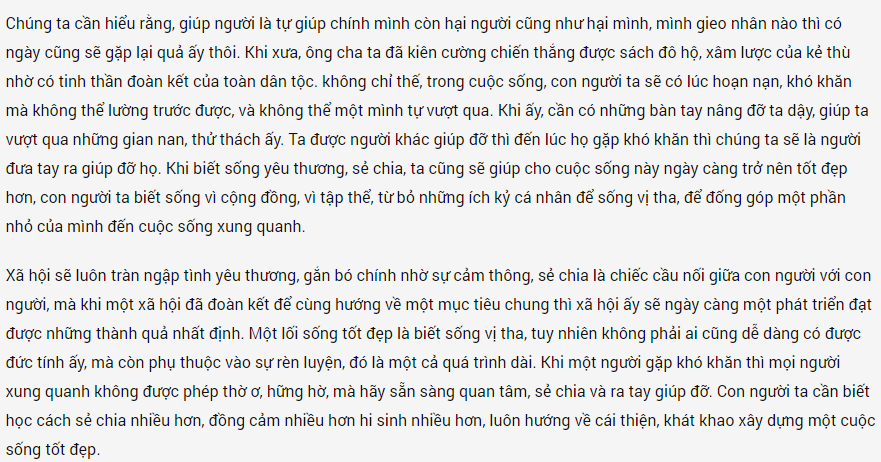 Chúng ta cần hiểu rằng, giúp người là tự giúp chính mình còn hại người cũng như hại mình, mình gieo nhân nào thì có
ngày cũng sẽ gặp lại quả ấy thôi. Khi xưa, ông cha ta đã kiên cường chiến thắng được sách đô hộ, xâm lược của kẻ thù
nhờ có tinh thần đoàn kết của toàn dân tộc. không chỉ thế, trong cuộc sống, con người ta sẽ có lúc hoạn nạn, khó khăn
mà không thể lường trước được, và không thể một mình tự vượt qua. Khi ấy, cần có những bàn tay nâng đỡ ta dậy, giúp ta
vượt qua những gian nan, thử thách ấy. Ta được người khác giúp đỡ thì đến lúc họ gặp khó khăn thì chúng ta sẽ là người
đưa tay ra giúp đỡ họ. Khi biết sống yêu thương, sẻ chia, ta cũng sẽ giúp cho cuộc sống này ngày càng trở nên tốt đẹp
hơn, con người ta biết sống vì cộng đồng, vì tập thể, từ bỏ những ích kỷ cá nhân để sống vị tha, để đống góp một phần
nhỏ của mình đến cuộc sống xung quanh.
Xã hội sẽ luôn tràn ngập tình yêu thương, gắn bó chính nhờ sự cảm thông, sẻ chia là chiếc cầu nối giữa con người với con
người, mà khi một xã hội đã đoàn kết để cùng hướng về một mục tiêu chung thì xã hội ấy sẽ ngày càng một phát triển đạt
được những thành quả nhất định. Một lối sống tốt đẹp là biết sống vị tha, tuy nhiên không phải ai cũng dễ dàng có được
đức tính ấy, mà còn phụ thuộc vào sự rèn luyện, đó là một cả quá trình dài. Khi một người gặp khó khăn thì mọi người
xung quanh không được phép thờ ơ, hững hờ, mà hãy sẵn sàng quan tâm, sẻ chia và ra tay giúp đỡ. Con người ta cần biết
học cách sẻ chia nhiều hơn, đồng cảm nhiều hơn hi sinh nhiều hơn, luôn hướng về cái thiện, khát khao xây dựng một cuộc
sống tốt đẹp.